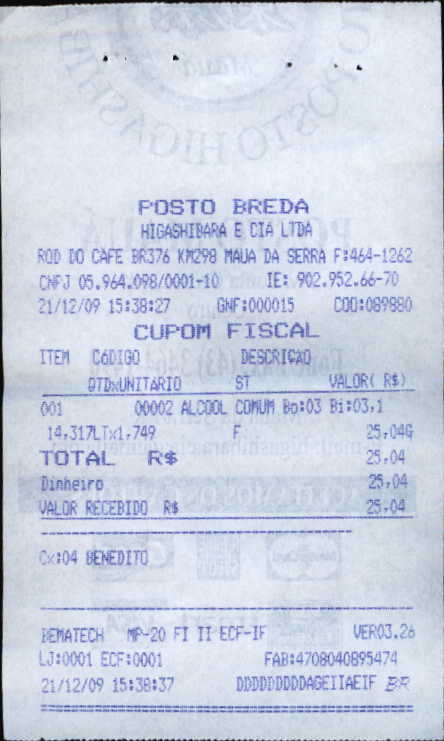 POSTO BREDA
HIGASHIBARA E CIA LTDA
ROD DO CAFE BR376 KM298 MAUA DA SERRA F:464-1262
CNPJ 05.964.098/0001-10 IE: 902.952.66-70
21/12/09 15:38:27 GNF:000015 COO:089880
CUPOM FISCAL
ITEM CóDIGO DESCRIÇãO
QTDxUNITáRIO ST VALOR( R$)
001 00002 ALCOOL COMUM Bo:03 Bi:03,1
14,317LTx1,749 F 25,04G
TOTAL R$ 25,04
Dinheiro 25,04
VALOR RECEBIDO R$ 25,04
Cx:04 BENEDITO
BEMATECH MP-20 FI II ECF-IF VER03.26
LJ:0001 ECF:0001 FAB:4708040895474
21/12/09 15:38:37 DDDDDDDDDAGEIIAEIF BR